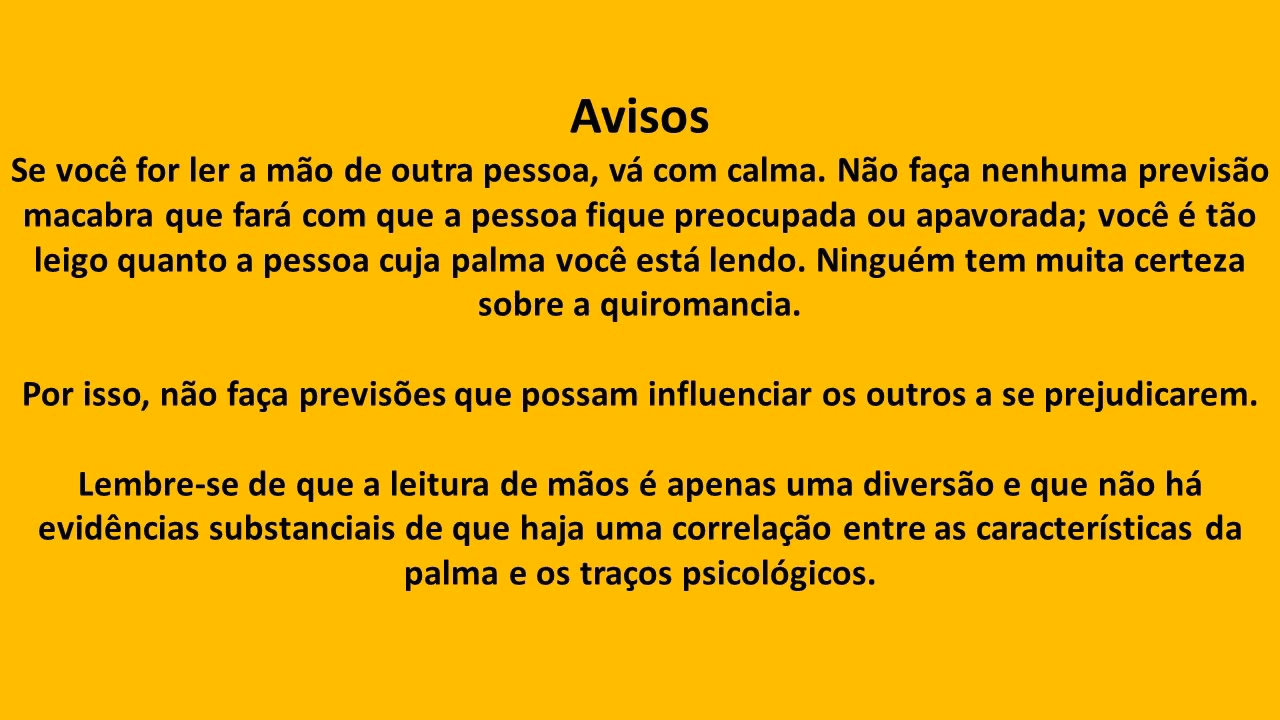 Avisos
Se você for ler a mão de outra pessoa, vá com calma. Não faça nenhuma previsão
macabra que fará com que a pessoa fique preocupada ou apavorada; você é tão
leigo quanto a pessoa cuja palma você está lendo. Ninguém tem muita certeza
sobre a quiromancia.
Por isso, não faça previsões que possam influenciar os outros a se prejudicarem.
Lembre-se de que a leitura de mãos é apenas uma diversão e que não há
evidências substanciais de que haja uma correlação entre as características da
palma e os traços psicológicos.